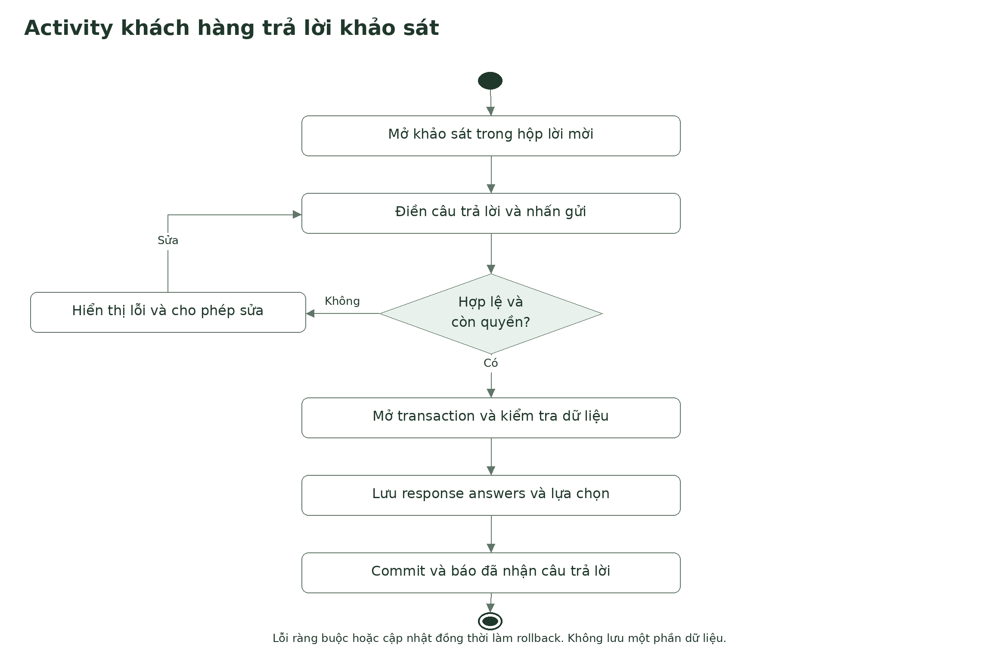 Activity khách hàng trả lời khảo sát
Mở khảo sát trong hộp lời mời
Điền câu trả lời và nhấn gửi
Sửa
Hiển thị lỗi và cho phép sửa
Không
Hợp lệ và
còn quyền?
Có
Mở transaction và kiểm tra dữ liệu
Lưu response answers và lựa chọn
Commit và báo đã nhận câu trả lời
Lỗi ràng buộc hoặc cập nhật đồng thời làm rollback. Không lưu một phần dữ liệu.